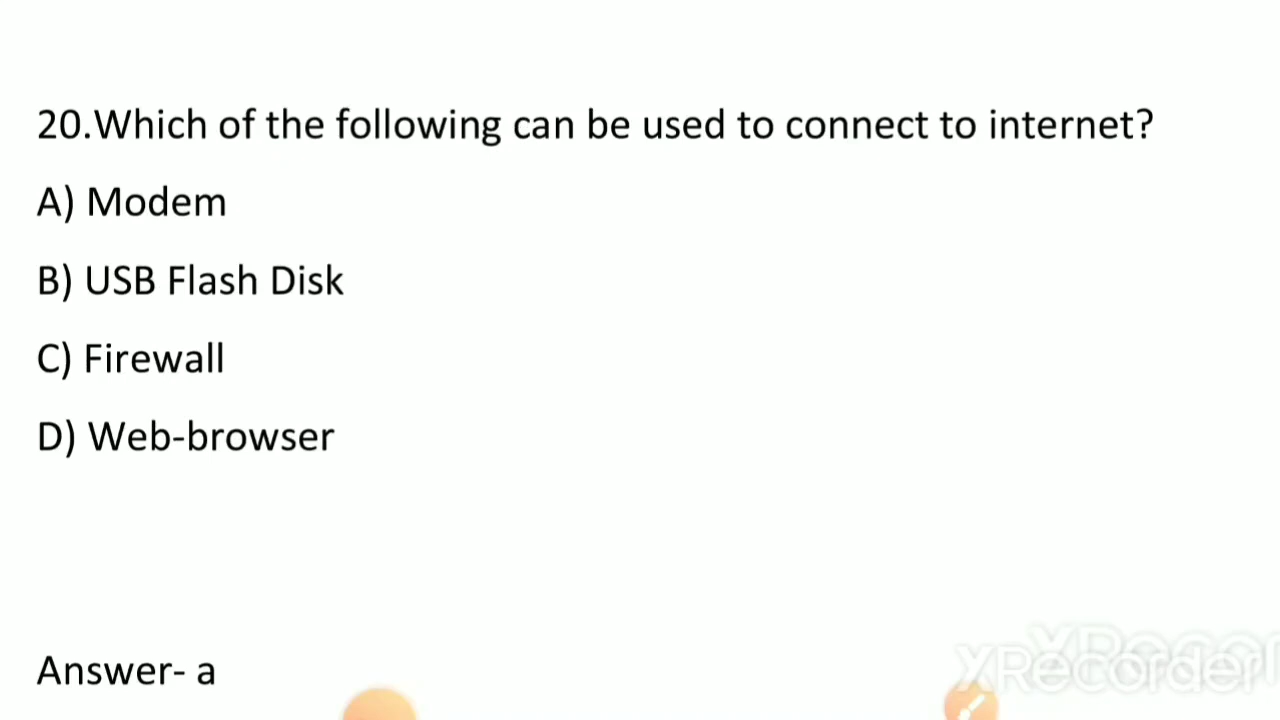 20.Which of the following can be used to connect to internet?
A) Modem
B) USB Flash Disk
C) Firewall
D) Web-browser
Answer- a
XRecorder